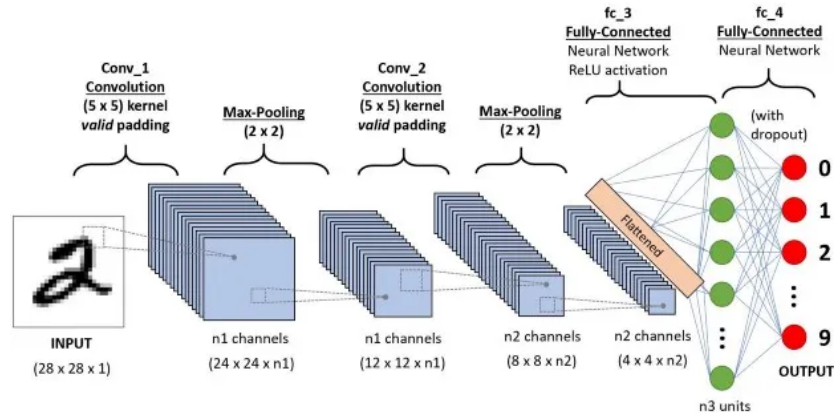 Conv_1
Convolution
(5 x 5) kernel
valid padding
Max-Pooling
(2 x 2)
Conv_2
Convolution
(5 x 5) kernel
valid padding
Max-Pooling
(2 x 2)
fc_3
Fully-Connected
Neural Network
ReLU activation
fc_4
Fully-Connected
Neural Network
(with
dropout)
2
INPUT
(28 x 28 x 1)
n1 channels
(24 x 24 x n1)
n1 channels
(12 x 12 x n1)
n2 channels
(8 x 8 x n2)
n2 channels
(4 x 4 x n2)
Flattened
n3 units
0
1
2
9
OUTPUT